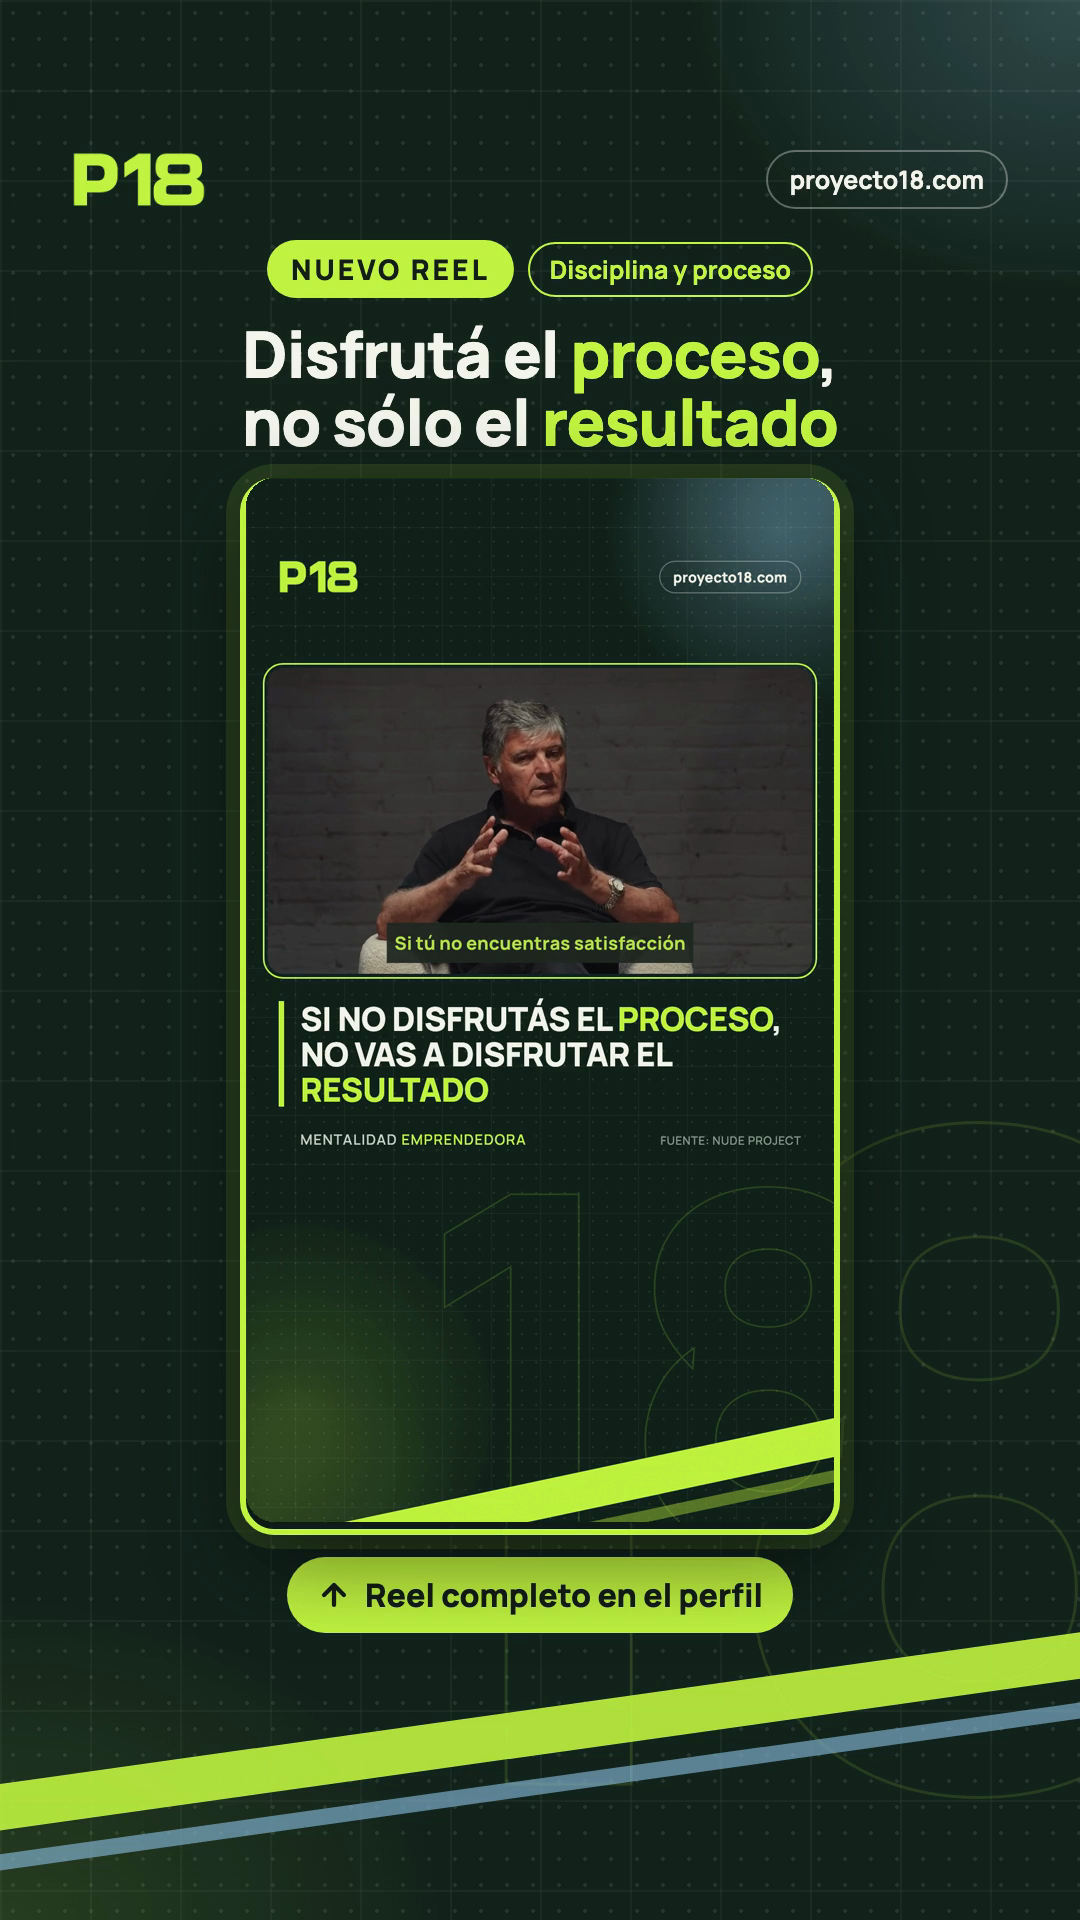 P18
proyecto18.com
NUEVO REEL
Disciplina y proceso
Disfrutá el proceso,
no sólo el resultado
P18
proyecto18.com
Si tú no encuentras satisfacción
SI NO DISFRUTÁS EL PROCESO,
NO VAS A DISFRUTAR EL
RESULTADO
MENTALIDAD EMPRENDEDORA
FUENTE: NUDE PROJECT
18
↑ Reel completo en el perfil
18